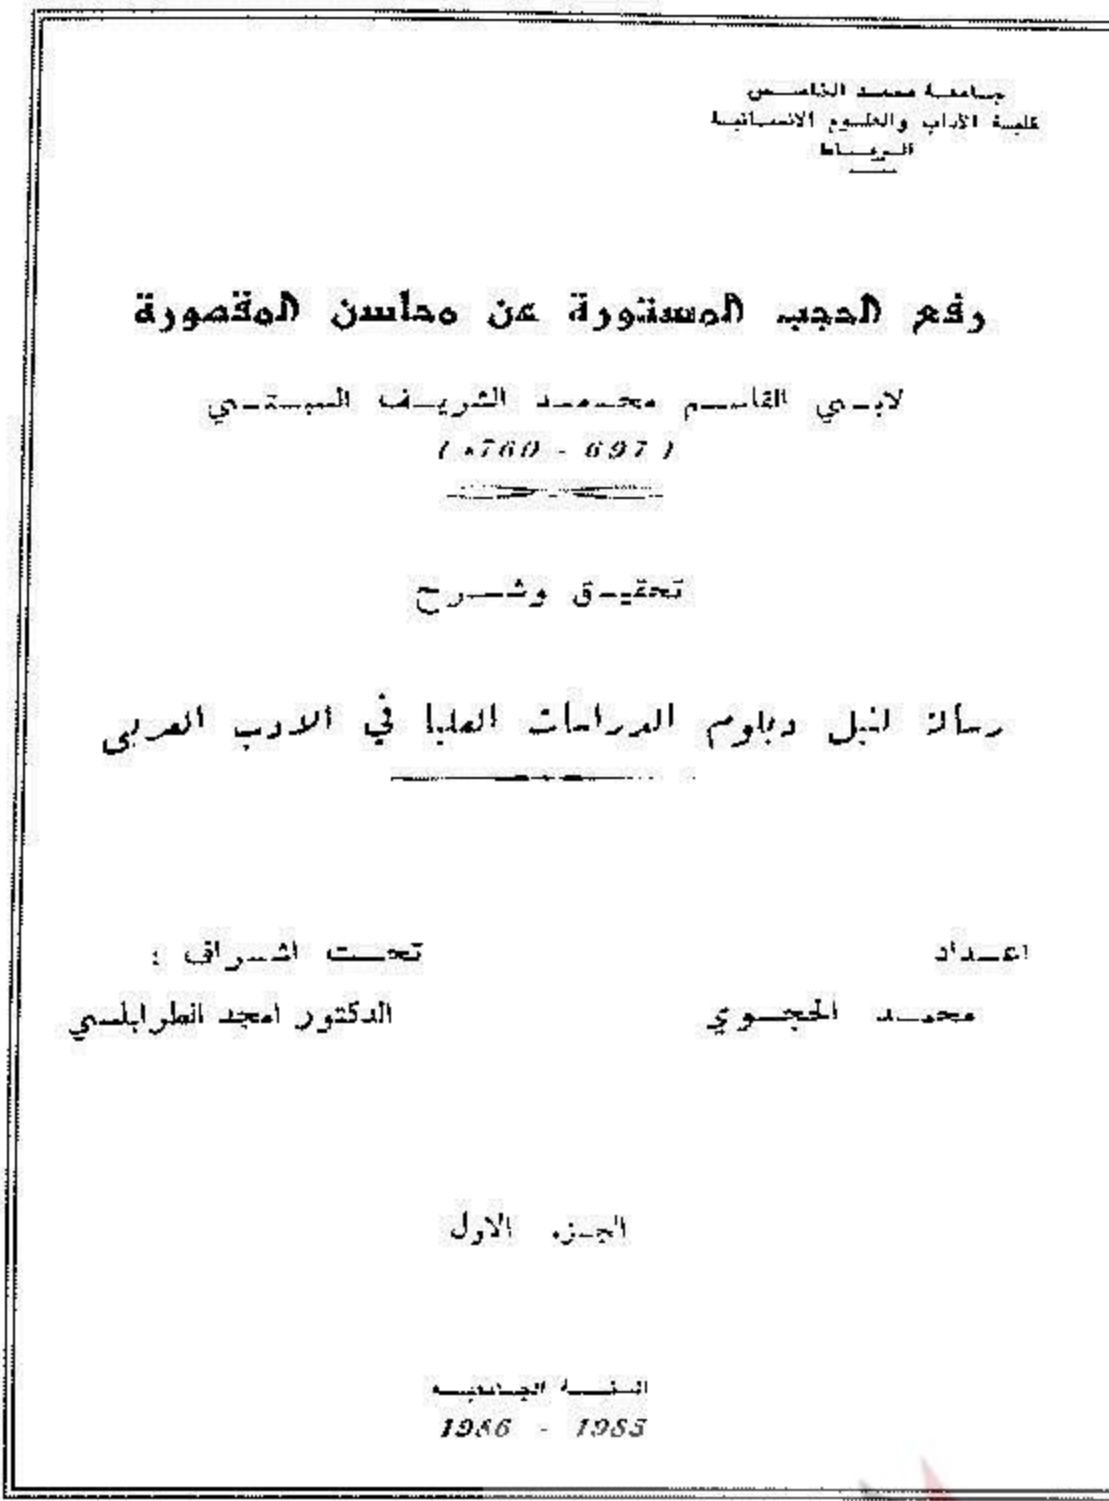 جامعة محمد الخامس
كلية الآداب والعلوم الانسانية
الرباط
رفع الحجب المستورة عن محاسن المقصورة
لابي القاسم محمد الشريف السبتي
( 697 - 760ه )
تحقيق وشرح
رسالة لنيل دبلوم الدراسات العليا في الادب العربي
اعداد
تحت اشراف :
محمد الحجوي
الدكتور امجد الطرابلسي
الجزء الاول
السنة الجامعية
1985 - 1986